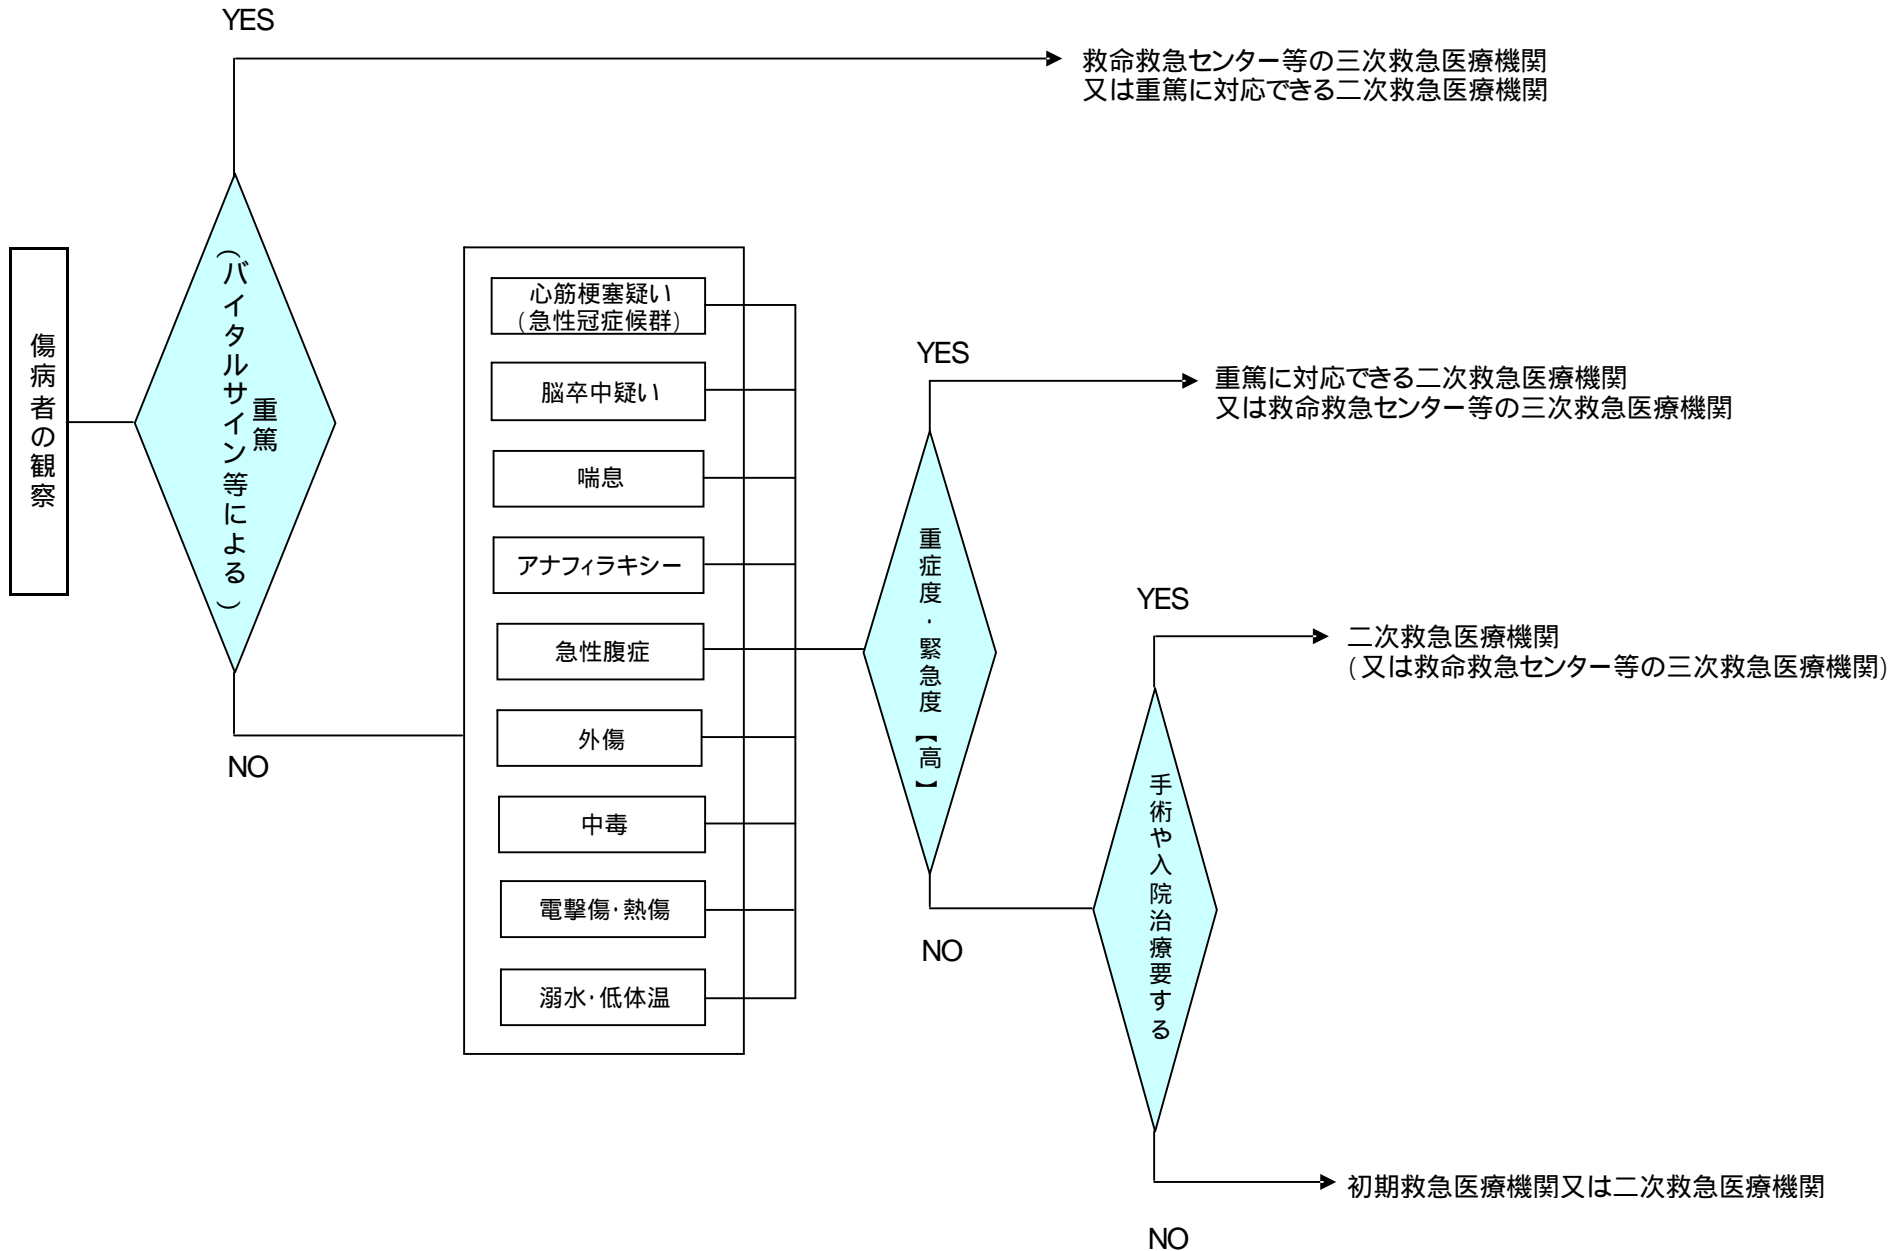 YES
救命救急センター等の三次救急医療機関
又は重篤に対応できる二次救急医療機関
傷病者の観察
重篤
（バイタルサイン等による）
NO
心筋梗塞疑い
(急性冠症候群)
脳卒中疑い
喘息
アナフィラキシー
急性腹症
外傷
中毒
電撃傷・熱傷
溺水・低体温
YES
重篤に対応できる二次救急医療機関
又は救命救急センター等の三次救急医療機関
重症度・緊急度【高】
NO
YES
二次救急医療機関
(又は救命救急センター等の三次救急医療機関)
手術や入院治療要する
初期救急医療機関又は二次救急医療機関
NO